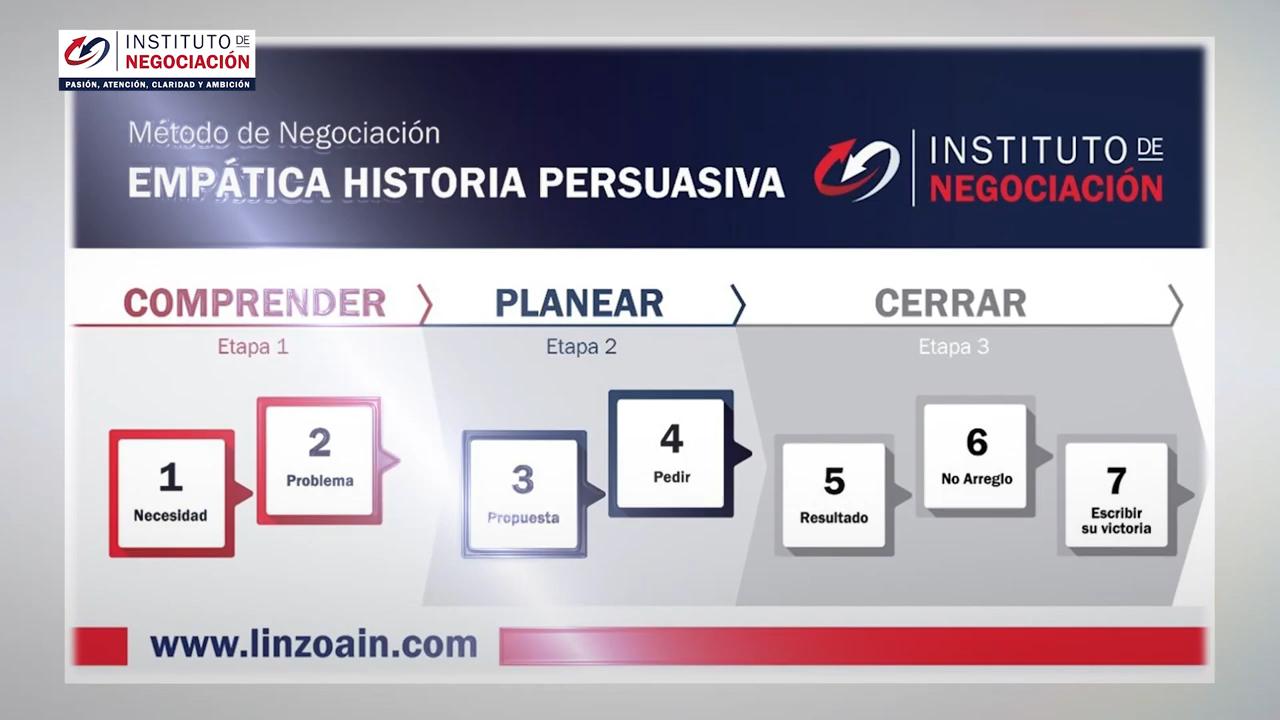 INSTITUTO DE
NEGOCIACIÓN
PASIÓN, ATENCIÓN, CLARIDAD Y AMBICIÓN
Método de Negociación
EMPÁTICA HISTORIA PERSUASIVA
INSTITUTO DE
NEGOCIACIÓN
COMPRENDER
Etapa 1
PLANEAR
Etapa 2
CERRAR
Etapa 3
1
Necesidad
2
Problema
3
Propuesta
4
Pedir
5
Resultado
6
No Arreglo
7
Escribir
su victoria
www.linzoain.com